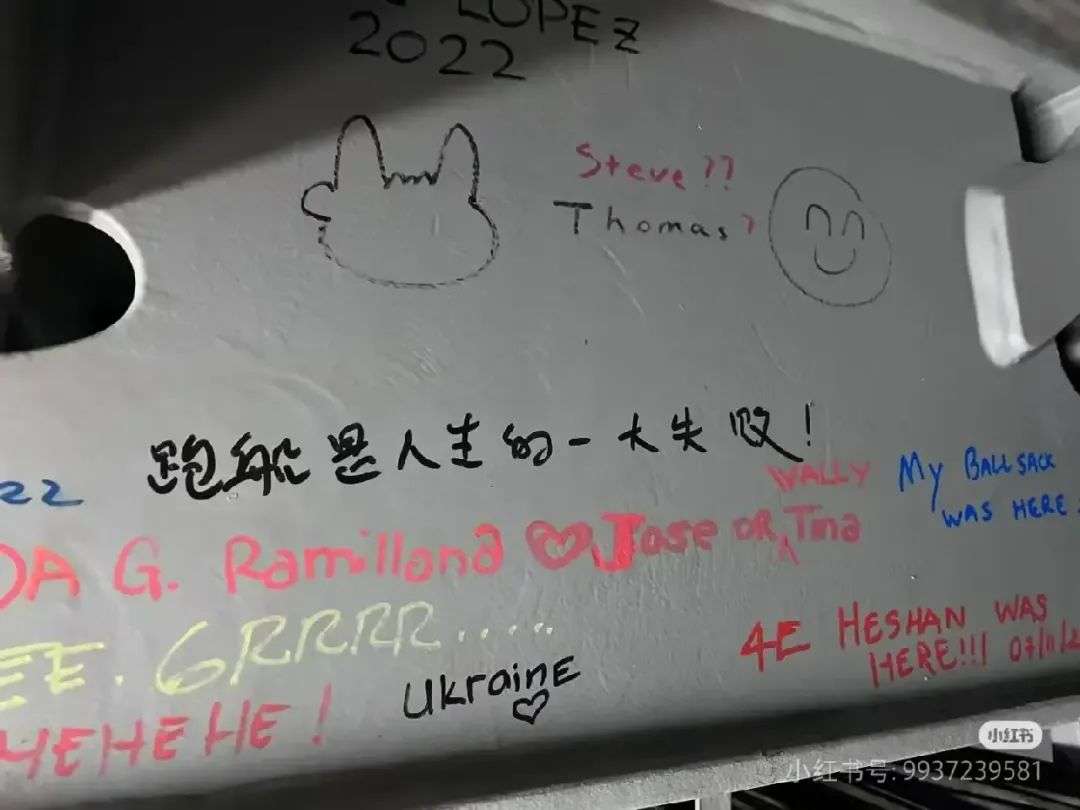 LOPEZ
2022
Steve??
Thomas?
跑船是人生的一大失败!
22
WALLY
My BALLSACK
WAS HERE
DA G. Ramillona Jose OR Tina
EE. GRRRR.....
4E HESHAN WAS
HERE!!!
Ukraine
HEHEHE!
小红书
小红书号: 9937239581